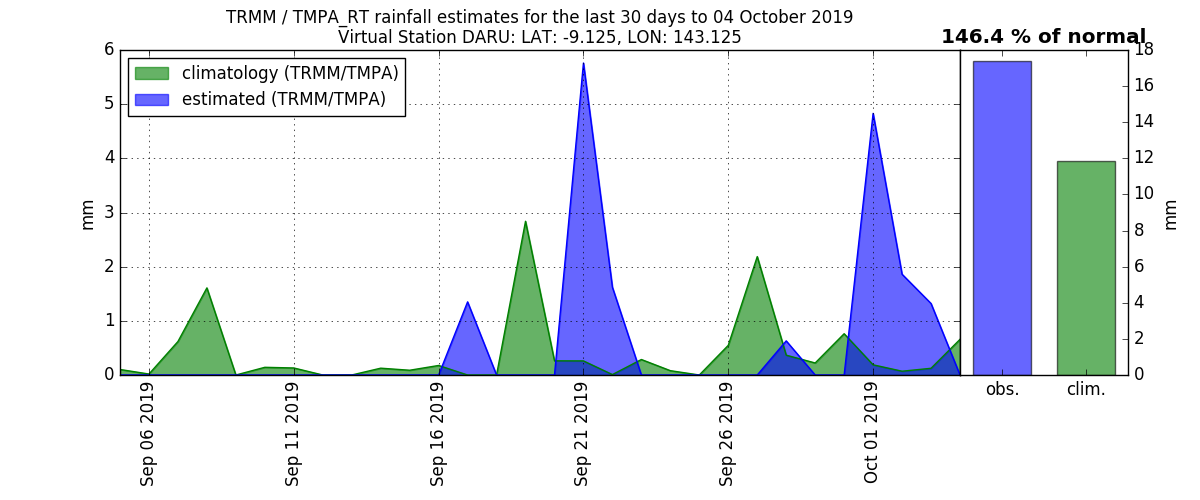 TRMM / TMPA_RT rainfall estimates for the last 30 days to 04 October 2019
Virtual Station DARU: LAT: -9.125, LON: 143.125
146.4 % of normal
climatology (TRMM/TMPA)
estimated (TRMM/TMPA)
6
5
4
3
2
1
0
mm
Sep 06 2019
Sep 11 2019
Sep 16 2019
Sep 21 2019
Sep 26 2019
Oct 01 2019
18
16
14
12
10
8
6
4
2
0
mm
obs.
clim.